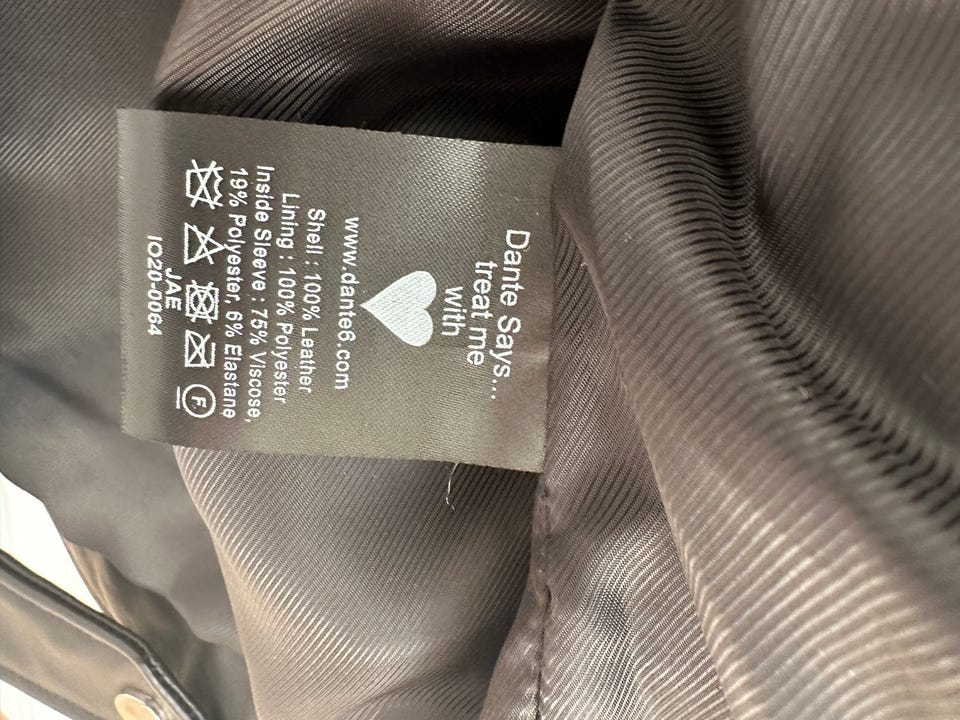 Dante Says...
treat me
with
www.dante6.com
Shell : 100% Leather
Lining : 100% Polyester
Inside Sleeve : 75% Viscose,
19% Polyester, 6% Elastane
F
JAE
IO20-0064